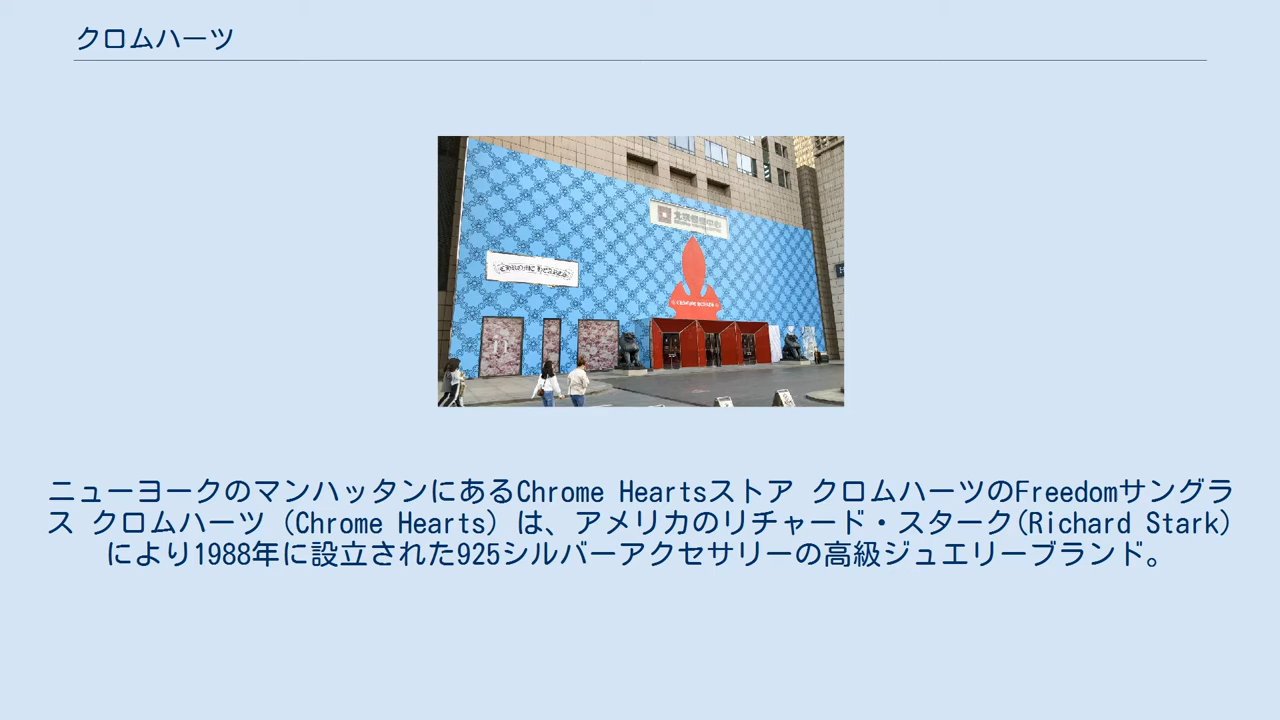 クロムハーツ
CHROME HEARTS
CHROME HEARTS
ニューヨークのマンハッタンにあるChrome Heartsストア クロムハーツのFreedomサングラ
ス クロムハーツ（Chrome Hearts）は、アメリカのリチャード・スターク(Richard Stark)
により1988年に設立された925シルバーアクセサリーの高級ジュエリーブランド。